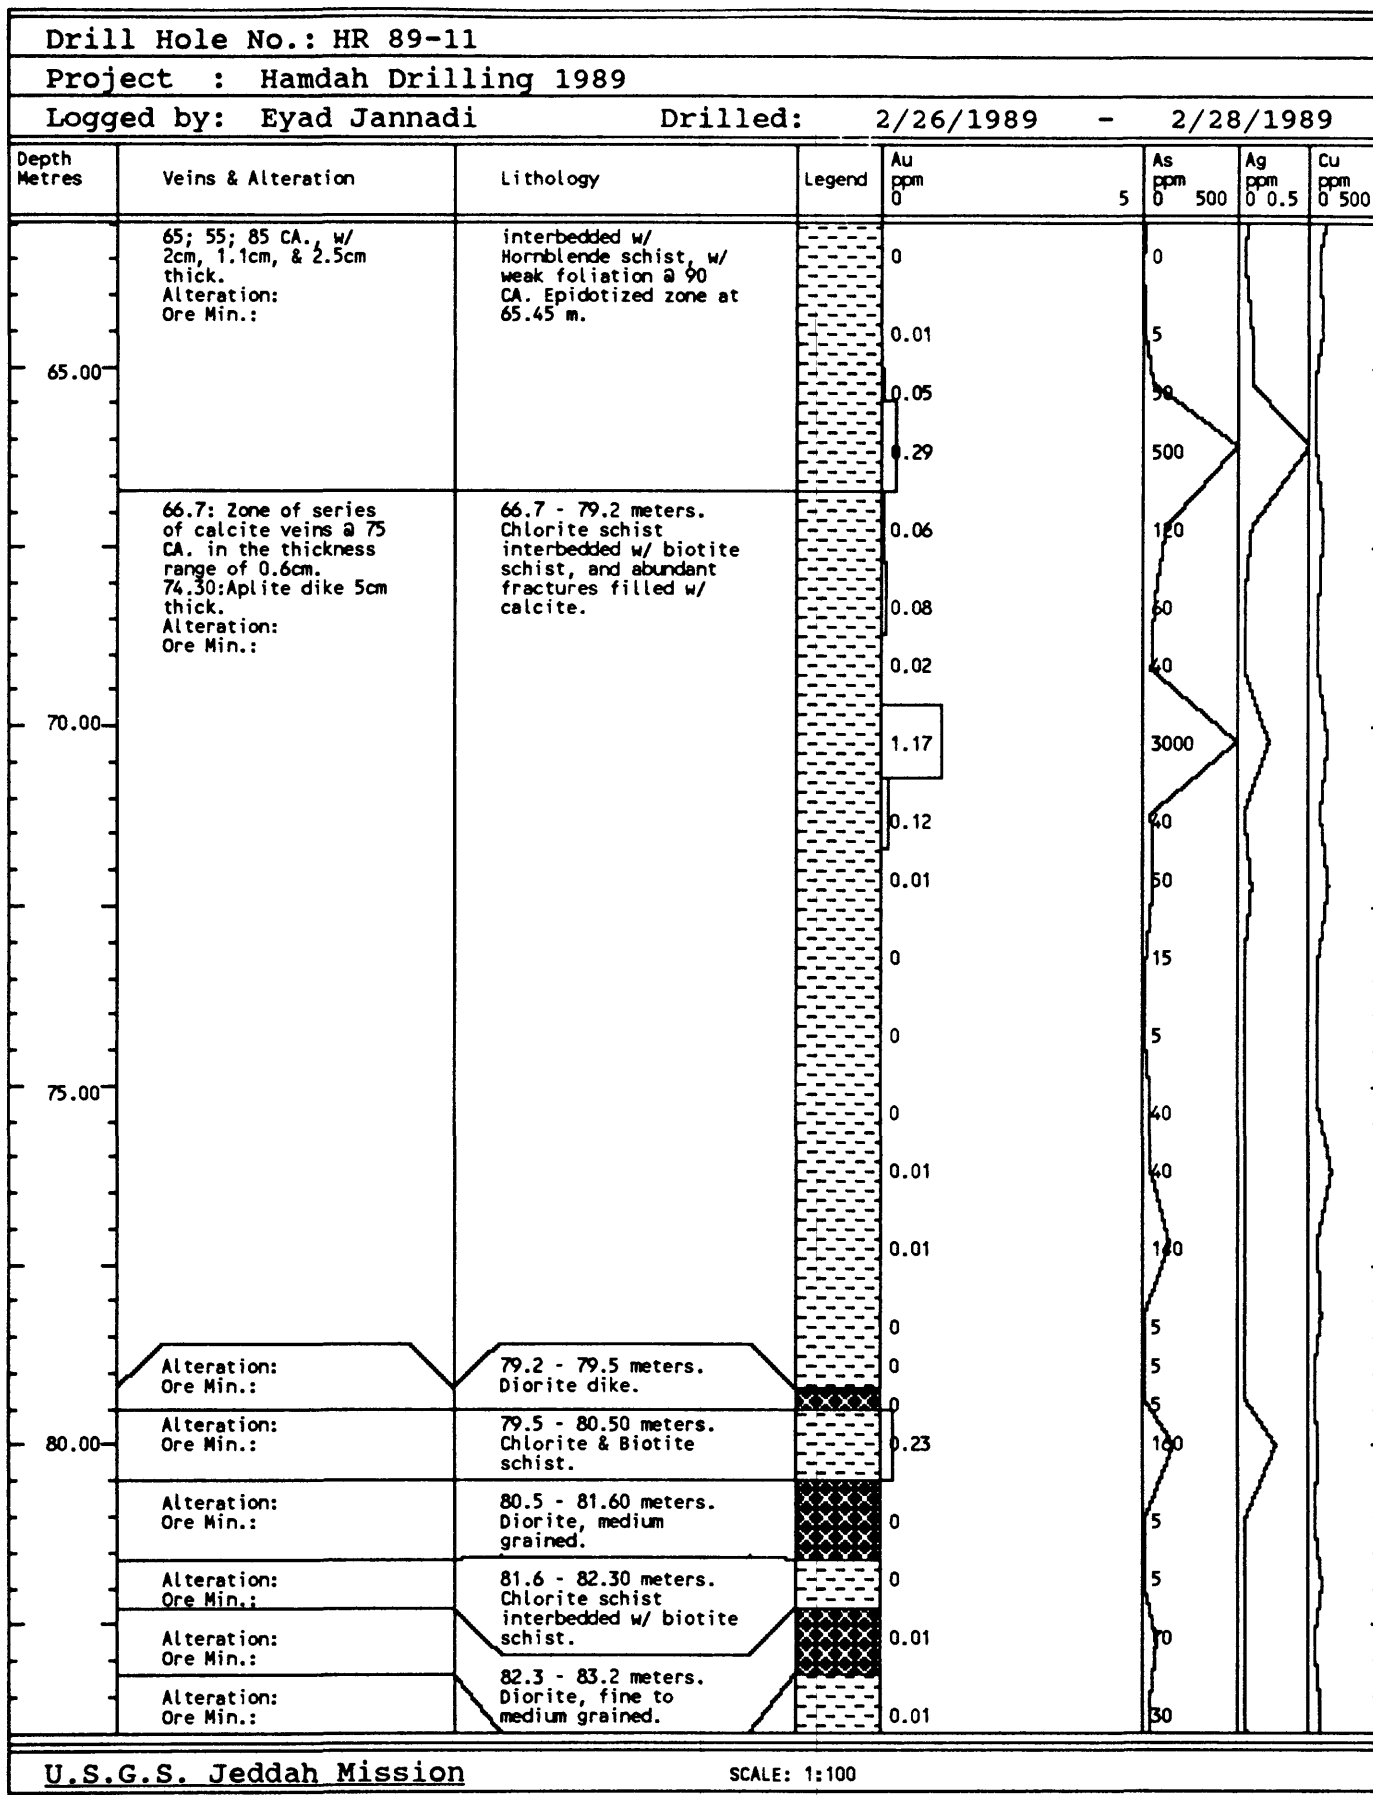 Drill Hole No.: HR 89-11
Project : Hamdah Drilling 1989
Logged by: Eyad Jannadi Drilled: 2/26/1989 - 2/28/1989
Depth Metres
Veins & Alteration
Lithology
Legend
Au ppm 0 5
As ppm 0 500
Ag ppm 0 0.5
Cu ppm 0 500
65; 55; 85 CA., w/
2cm, 1.1cm, & 2.5cm
thick.
Alteration:
Ore Min.:
interbedded w/
Hornblende schist, w/
weak foliation @ 90
CA. Epidotized zone at
65.45 m.
0 0
0.01 5
65.00
0.05 50
0.29 500
66.7: Zone of series
of calcite veins @ 75
CA. in the thickness
range of 0.6cm.
74.30:Aplite dike 5cm
thick.
Alteration:
Ore Min.:
66.7 - 79.2 meters.
Chlorite schist
interbedded w/ biotite
schist, and abundant
fractures filled w/
calcite.
0.06 120
0.08 60
0.02 40
70.00
1.17 3000
0.12 40
0.01 50
0 15
0 5
75.00
0 40
0.01 40
0.01 140
0 5
Alteration:
Ore Min.:
79.2 - 79.5 meters.
Diorite dike.
0 5
0 5
Alteration:
Ore Min.:
79.5 - 80.50 meters.
Chlorite & Biotite
schist.
80.00
0.23 160
Alteration:
Ore Min.:
80.5 - 81.60 meters.
Diorite, medium
grained.
0 5
Alteration:
Ore Min.:
81.6 - 82.30 meters.
Chlorite schist
interbedded w/ biotite
schist.
0 5
Alteration:
Ore Min.:
82.3 - 83.2 meters.
Diorite, fine to
medium grained.
0.01 70
Alteration:
Ore Min.:
0.01 30
U.S.G.S. Jeddah Mission
SCALE: 1:100